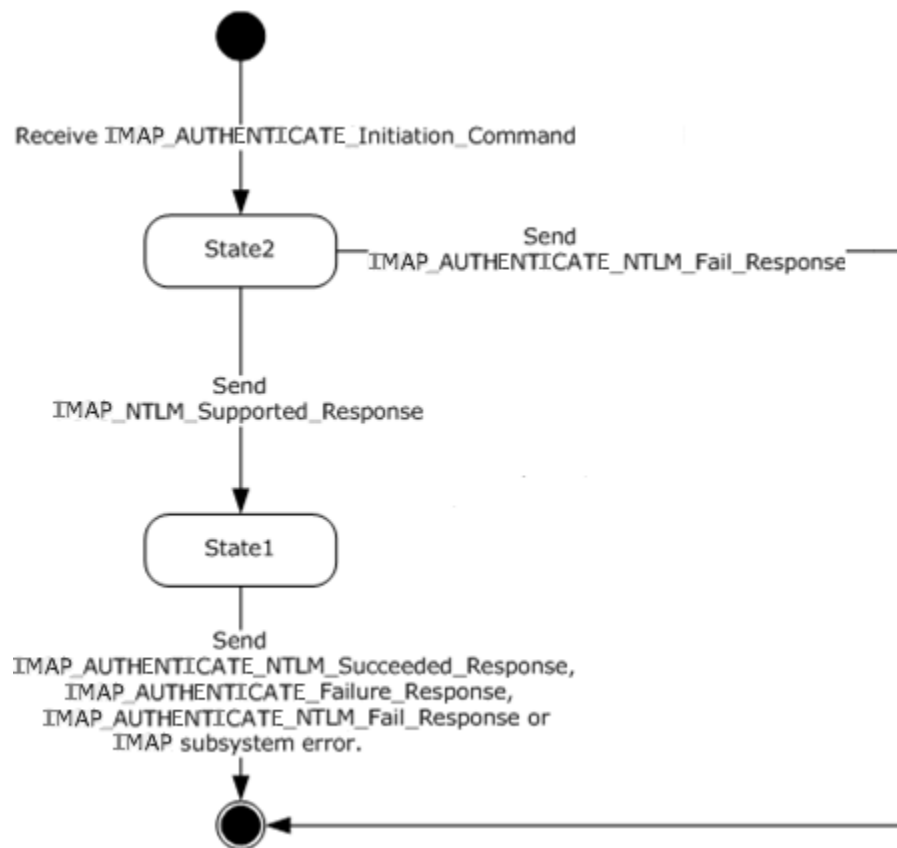 Receive IMAP_AUTHENTICATE_Initiation_Command
State2
Send
IMAP_AUTHENTICATE_NTLM_Fail_Response
Send
IMAP_NTLM_Supported_Response
State1
Send
IMAP_AUTHENTICATE_NTLM_Succeeded_Response,
IMAP_AUTHENTICATE_Failure_Response,
IMAP_AUTHENTICATE_NTLM_Fail_Response or
IMAP subsystem error.